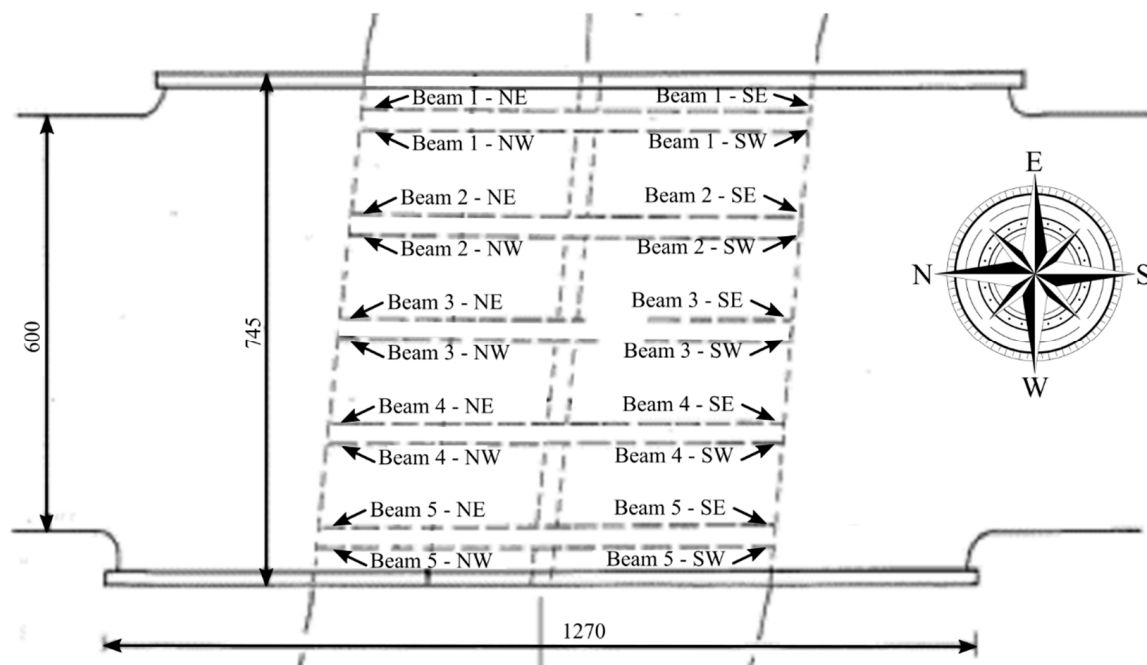 Beam 1 - NE
Beam 1 - SE
Beam 1 - NW
Beam 1 - SW
Beam 2 - NE
Beam 2 - SE
Beam 2 - NW
Beam 2 - SW
Beam 3 - NE
Beam 3 - SE
Beam 3 - NW
Beam 3 - SW
Beam 4 - NE
Beam 4 - SE
Beam 4 - NW
Beam 4 - SW
Beam 5 - NE
Beam 5 - SE
Beam 5 - NW
Beam 5 - SW
600
745
1270
E
N
S
W